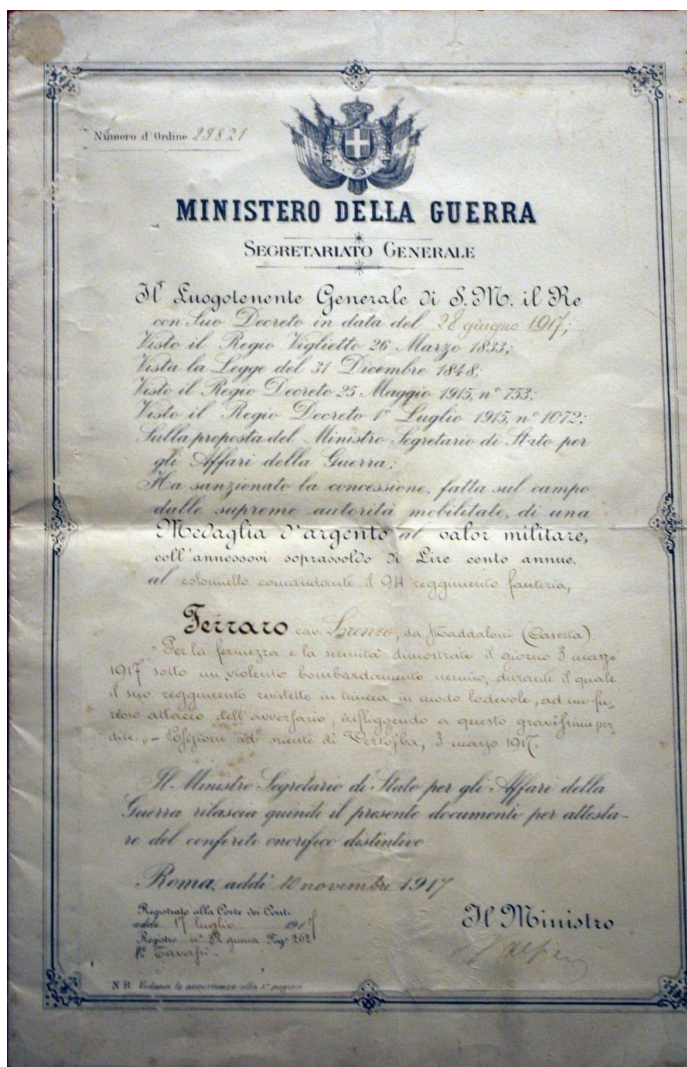 Numero d'Ordine 29821
MINISTERO DELLA GUERRA
SEGRETARIATO GENERALE
Il Luogotenente Generale di S. M. il Re
con Suo Decreto in data del 28 giugno 1917;
Visto il Regio Viglietto 26 Marzo 1833;
Vista la Legge del 31 Dicembre 1848;
Visto il Regio Decreto 25 Maggio 1915, n° 753;
Visto il Regio Decreto 1° Luglio 1915, n° 1072;
Sulla proposta del Ministro Segretario di Stato per
gli Affari della Guerra;
Ha sanzionato la concessione, fatta sul campo
dalle supreme autorità mobilitate, di una
Medaglia d'argento al valor militare,
coll'annessovi soprassoldo di Lire cento annue,
al colonnello comandante il 94 reggimento fanteria,
Ferraro cav. Lorenzo, da Maddaloni (Caserta).
"Per la fermezza e la serenità dimostrate il giorno 3 marzo
1917 sotto un violento bombardamento nemico, durante il quale
il suo reggimento resistette in trincea in modo lodevole, ad un fu-
rioso attacco dell'avversario, infliggendo a questo gravissime per-
dite." - Posizione ad oriente di Vertojba, 3 marzo 1917.
Il Ministro Segretario di Stato per gli Affari della
Guerra rilascia quindi il presente documento per attesta-
re del conferito onorifico distintivo
Roma, addì 10 novembre 1917
Registrato alla Corte dei Conti
addì 17 luglio 1917
Registro n° 82 guerra Fog° 262
Il Ministro
N B. Vedansi le avvertenze alla 3ª pagina